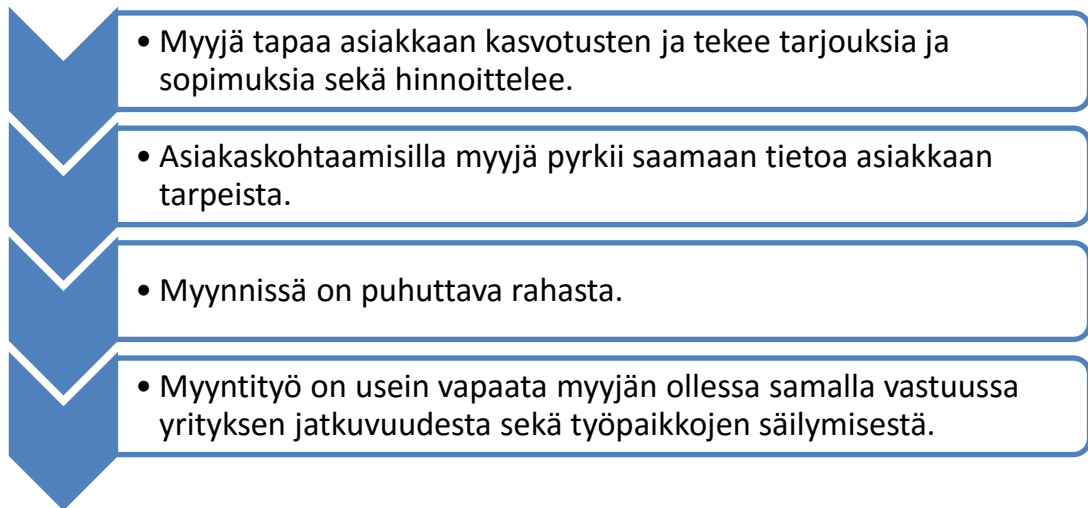 • Myyjä tapaa asiakkaan kasvotusten ja tekee tarjouksia ja
sopimuksia sekä hinnoittelee.
• Asiakaskohtaamisilla myyjä pyrkii saamaan tietoa asiakkaan
tarpeista.
• Myynnissä on puhuttava rahasta.
• Myyntityö on usein vapaata myyjän ollessa samalla vastuussa
yrityksen jatkuvuudesta sekä työpaikkojen säilymisestä.